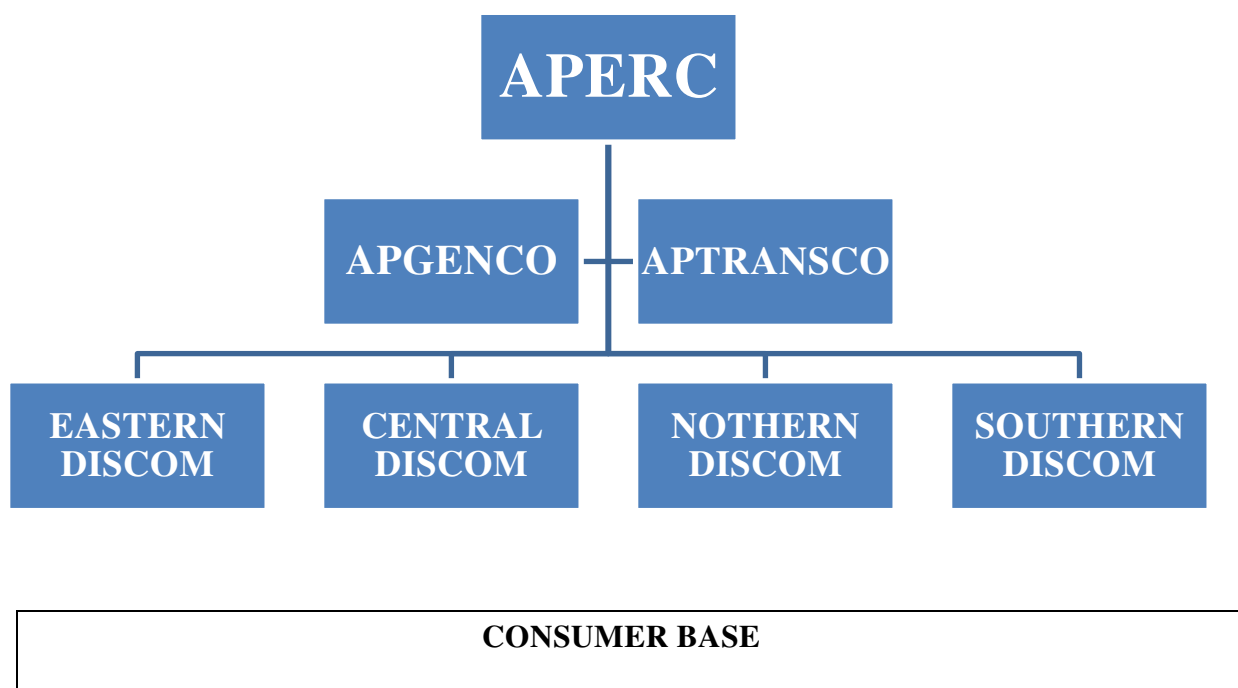 APERC
APGENCO
APTRANSCO
EASTERN
DISCOM
CENTRAL
DISCOM
NOTHERN
DISCOM
SOUTHERN
DISCOM
CONSUMER BASE